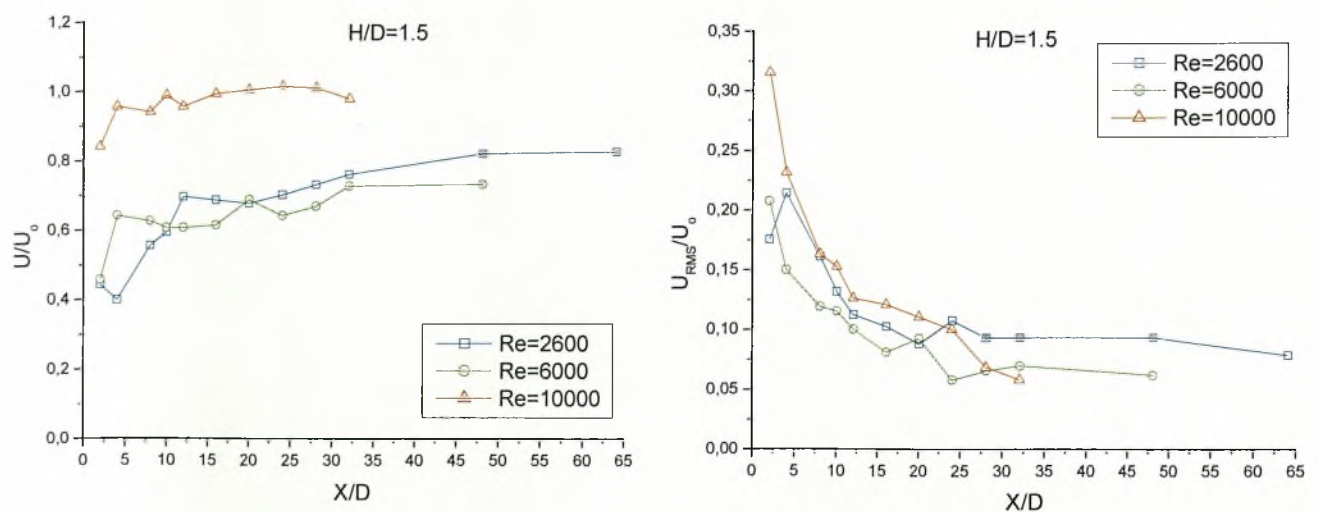 H/D=1.5
1,2
1,0
0,8
0,6
0,4
0,2
0,0
U/U₀
Re=2600
Re=6000
Re=10000
0 5 10 15 20 25 30 35 40 45 50 55 60 65
X/D
H/D=1.5
0,35
0,30
0,25
0,20
0,15
0,10
0,05
0,00
U_RMS/U₀
Re=2600
Re=6000
Re=10000
0 5 10 15 20 25 30 35 40 45 50 55 60 65
X/D